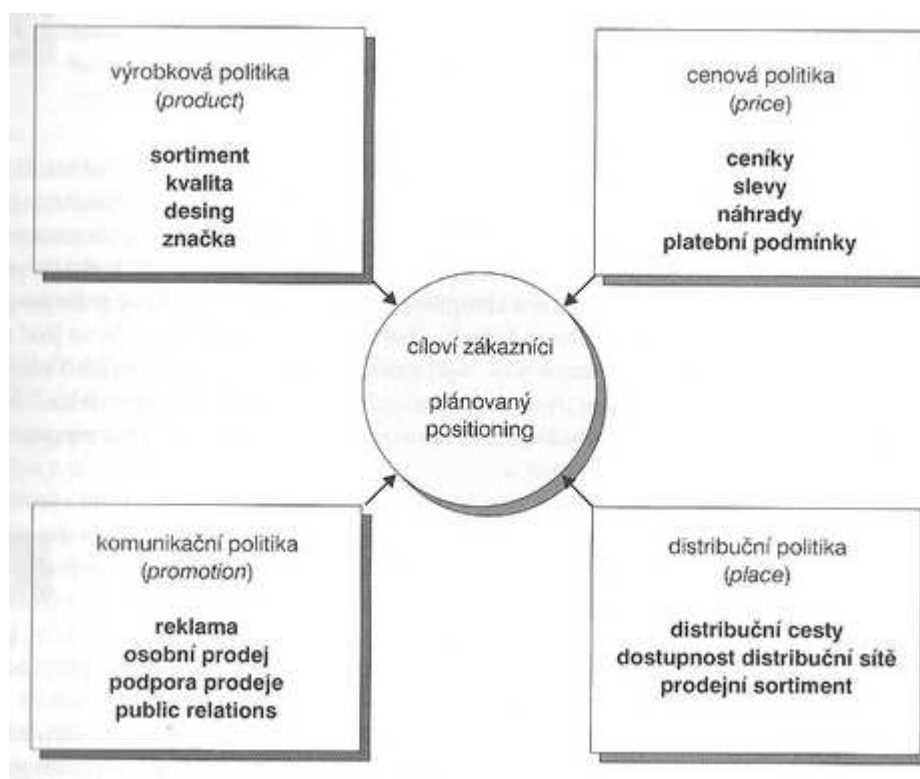 výrobková politika
(product)
sortiment
kvalita
desing
značka
cenová politika
(price)
ceníky
slevy
náhrady
platební podmínky
cíloví zákazníci
plánovaný
positioning
komunikační politika
(promotion)
reklama
osobní prodej
podpora prodeje
public relations
distribuční politika
(place)
distribuční cesty
dostupnost distribuční sítě
prodejní sortiment